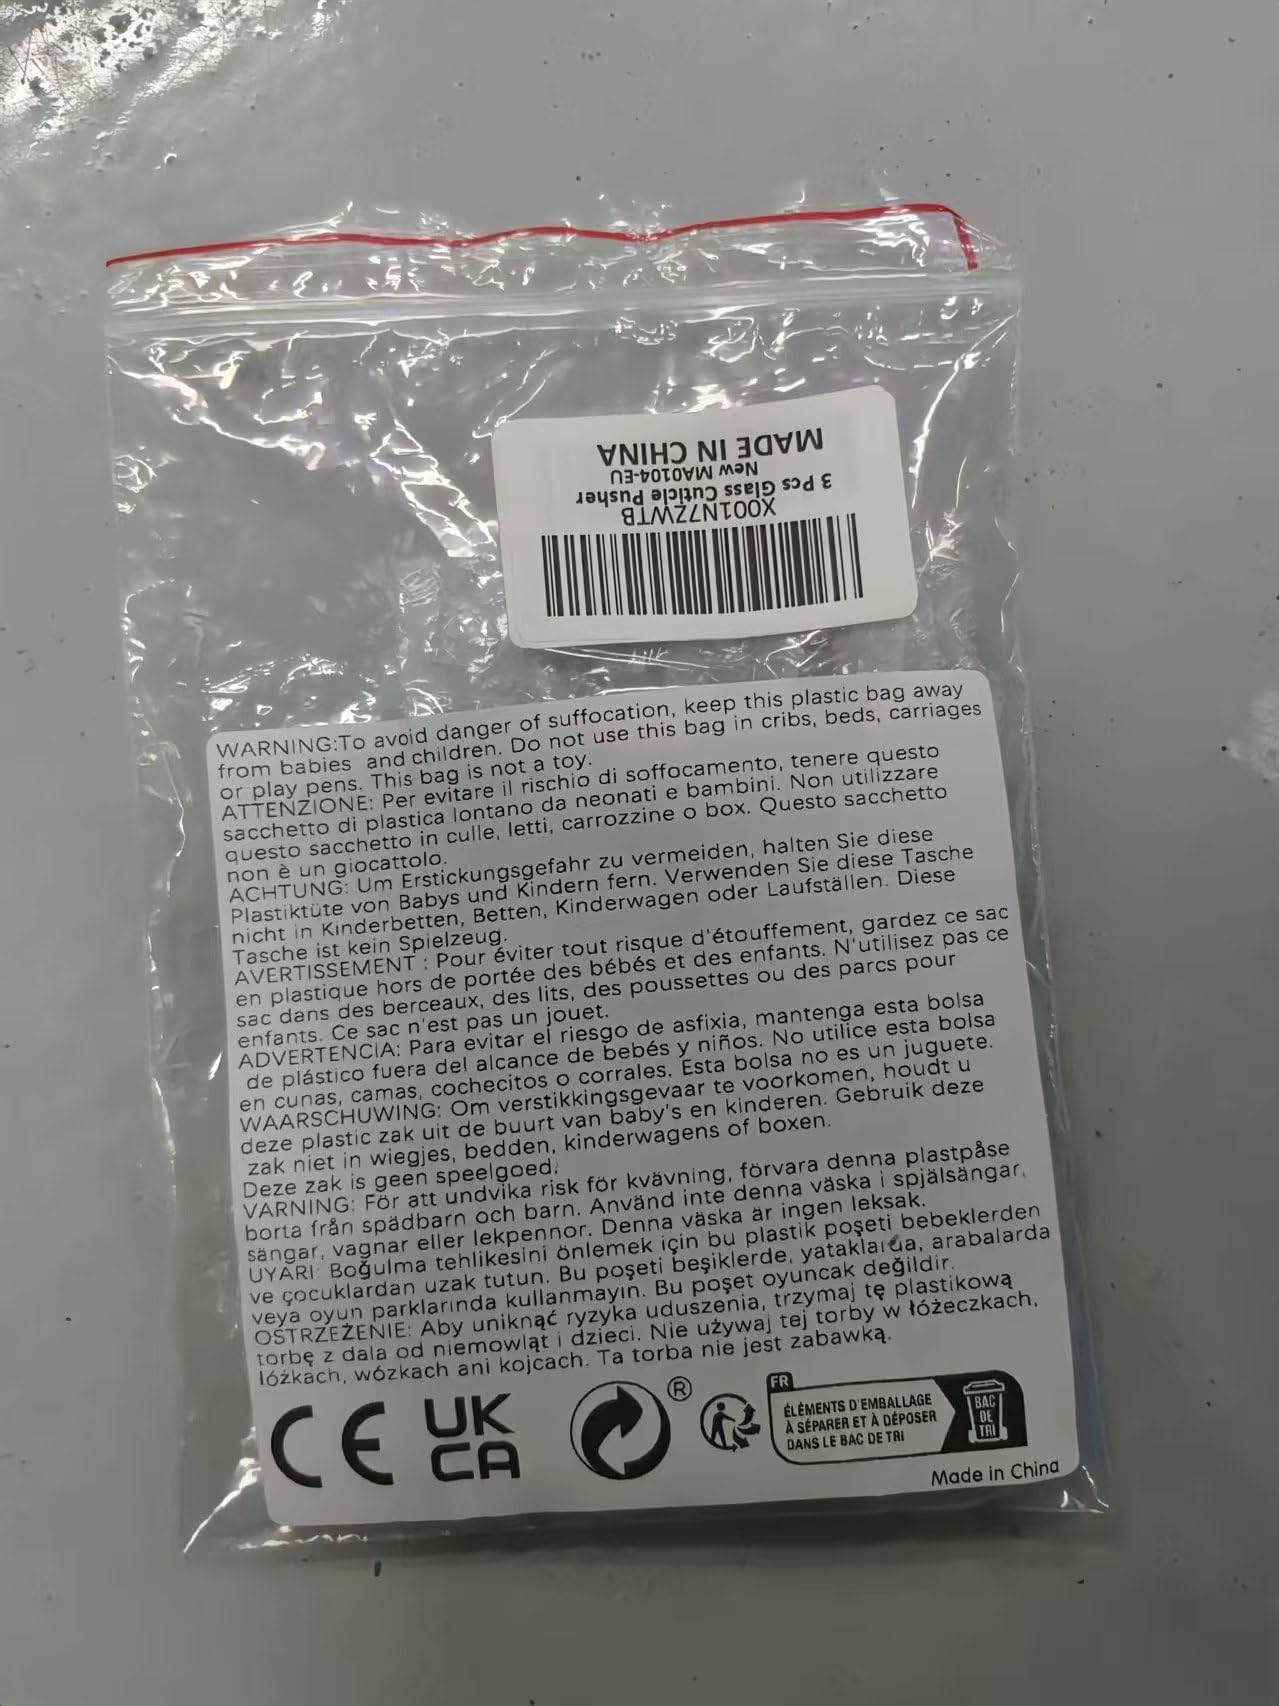 MADE IN CHINA
New MA0104-EU
3 Pcs Glass Cuticle Pusher
X001N7ZWTB
WARNING:To avoid danger of suffocation, keep this plastic bag away
from babies and children. Do not use this bag in cribs, beds, carriages
or play pens. This bag is not a toy.
ATTENZIONE: Per evitare il rischio di soffocamento, tenere questo
sacchetto di plastica lontano da neonati e bambini. Non utilizzare
questo sacchetto in culle, letti, carrozzine o box. Questo sacchetto
non è un giocattolo.
ACHTUNG: Um Erstickungsgefahr zu vermeiden, halten Sie diese
Plastiktüte von Babys und Kindern fern. Verwenden Sie diese Tasche
nicht in Kinderbetten, Betten, Kinderwagen oder Laufställen. Diese
Tasche ist kein Spielzeug.
AVERTISSEMENT : Pour éviter tout risque d'étouffement, gardez ce sac
en plastique hors de portée des bébés et des enfants. N'utilisez pas ce
sac dans des berceaux, des lits, des poussettes ou des parcs pour
enfants. Ce sac n'est pas un jouet.
ADVERTENCIA: Para evitar el riesgo de asfixia, mantenga esta bolsa
de plástico fuera del alcance de bebés y niños. No utilice esta bolsa
en cunas, camas, cochecitos o corrales. Esta bolsa no es un juguete.
WAARSCHUWING: Om verstikkingsgevaar te voorkomen, houdt u
deze plastic zak uit de buurt van baby's en kinderen. Gebruik deze
zak niet in wiegjes, bedden, kinderwagens of boxen.
Deze zak is geen speelgoed.
VARNING: För att undvika risk för kvävning, förvara denna plastpåse
borta från spädbarn och barn. Använd inte denna väska i spjälsängar,
sängar, vagnar eller lekpennor. Denna väska är ingen leksak.
UYARI: Boğulma tehlikesini önlemek için bu plastik poşeti bebeklerden
ve çocuklardan uzak tutun. Bu poşeti beşiklerde, yataklarda, arabalarda
veya oyun parklarında kullanmayın. Bu poşet oyuncak değildir.
OSTRZEŻENIE: Aby uniknąć ryzyka uduszenia, trzymaj tę plastikową
torbę z dala od niemowląt i dzieci. Nie używaj tej torby w łóżeczkach,
łóżkach, wózkach ani kojcach. Ta torba nie jest zabawką.
CE
UK
CA
®
FR
ÉLÉMENTS D'EMBALLAGE
À SÉPARER ET À DÉPOSER
DANS LE BAC DE TRI
BAC
DE
TRI
Made in China